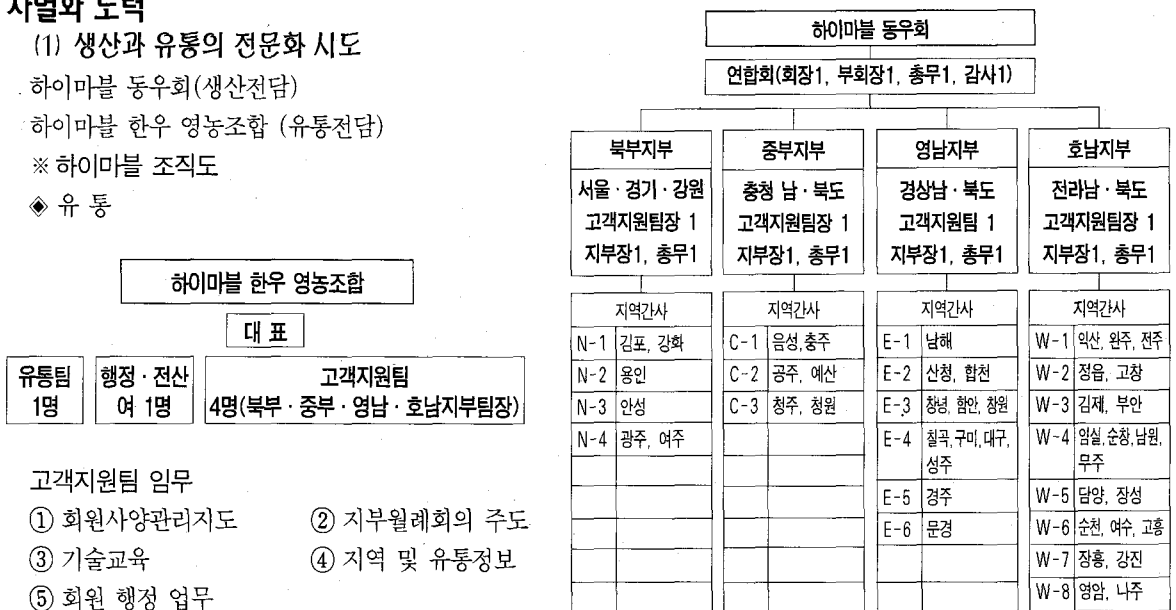 (1) 생산과 유통의 전문화 시도
하이마블 동우회(생산전담)
하이마블 한우 영농조합 (유통전담)
※ 하이마블 조직도
◈ 유 통
하이마블 한우 영농조합
대 표
유통팀
1명
행정 · 전산
여 1명
고객지원팀
4명(북부 · 중부 · 영남 · 호남지부팀장)
고객지원팀 임무
① 회원사양관리지도
② 지부월례회의 주도
③ 기술교육
④ 지역 및 유통정보
⑤ 회원 행정 업무
하이마블 동우회
연합회(회장1, 부회장1, 총무1, 감사1)
북부지부
서울 · 경기 · 강원
고객지원팀장 1
지부장1, 총무1
지역간사
N-1 김포, 강화
N-2 용인
N-3 안성
N-4 광주, 여주
중부지부
충청 남 · 북도
고객지원팀장 1
지부장1, 총무1
지역간사
C-1 음성,충주
C-2 공주, 예산
C-3 청주, 청원
영남지부
경상남 · 북도
고객지원팀 1
지부장1, 총무1
지역간사
E-1 남해
E-2 산청, 합천
E-3 창녕, 함안, 창원
E-4 칠곡,구미,대구,
성주
E-5 경주
E-6 문경
호남지부
전라남 · 북도
고객지원팀장 1
지부장1, 총무1
지역간사
W-1 익산, 완주, 전주
W-2 정읍, 고창
W-3 김제, 부안
W-4 임실,순창,남원,
무주
W-5 담양, 장성
W-6 순천, 여수, 고흥
W-7 장흥, 강진
W-8 영암, 나주